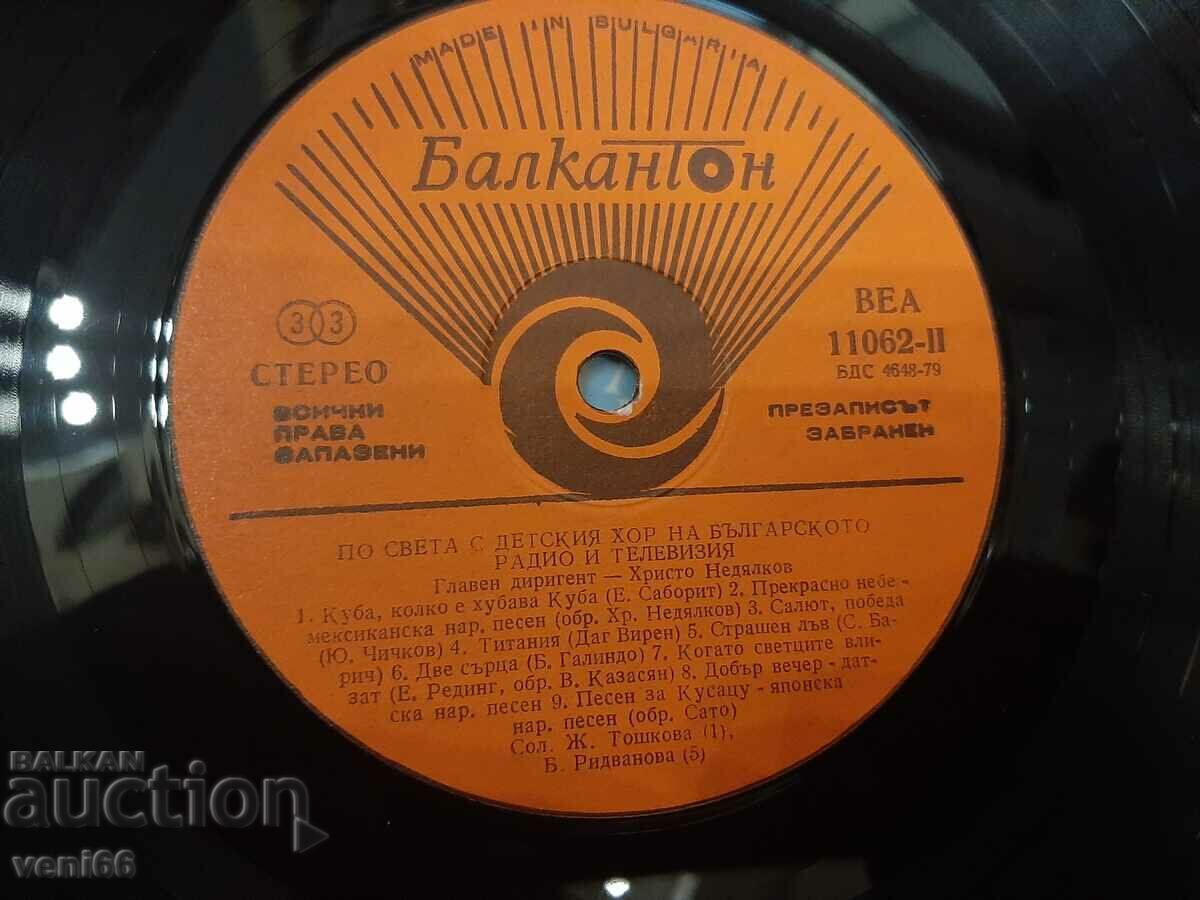 MADE IN BULGARIA
Балкантон
33
СТЕРЕО
ВСИЧКИ
ПРАВА
ЗАПАЗЕНИ
ВЕА
11062-II
БДС 4648-79
ПРЕЗАПИСЪТ
ЗАБРАНЕН
ПО СВЕТА С ДЕТСКИЯ ХОР НА БЪЛГАРСКОТО
РАДИО И ТЕЛЕВИЗИЯ
Главен диригент — Христо Недялков
1. Куба, колко е хубава Куба (Е. Саборит) 2. Прекрасно небе -
мексиканска нар. песен (обр. Хр. Недялков) 3. Салют, победа
(Ю. Чичков) 4. Титания (Даг Вирен) 5. Страшен лъв (С. Ба-
рич) 6. Две сърца (Б. Галиндо) 7. Когато светците вли-
зат (Е. Рединг, обр. В. Казасян) 8. Добър вечер - дат-
ска нар. песен 9. Песен за Кусацу - японска
нар. песен (обр. Сато)
Сол. Ж. Тошкова (1),
Б. Ридванова (5)
BALKAN
auction
veni66